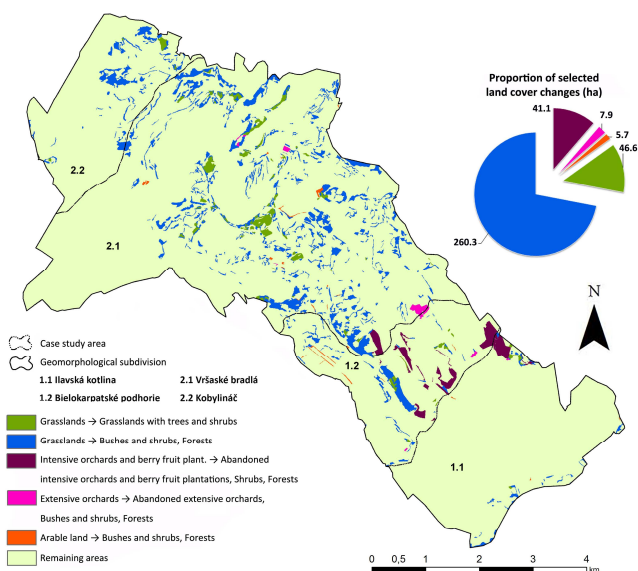 Proportion of selected
land cover changes (ha)
41.1
7.9
5.7
46.6
260.3
2.2
2.1
1.2
1.1
N
Case study area
Geomorphological subdivision
1.1 Ilavská kotlina
2.1 Vršaské bradlá
1.2 Bielokarpatské podhorie
2.2 Kobylináč
Grasslands → Grasslands with trees and shrubs
Grasslands → Bushes and shrubs, Forests
Intensive orchards and berry fruit plant. → Abandoned
intensive orchards and berry fruit plantations, Shrubs, Forests
Extensive orchards → Abandoned extensive orchards,
Bushes and shrubs, Forests
Arable land → Bushes and shrubs, Forests
Remaining areas
0 0,5 1 2 3 4
km